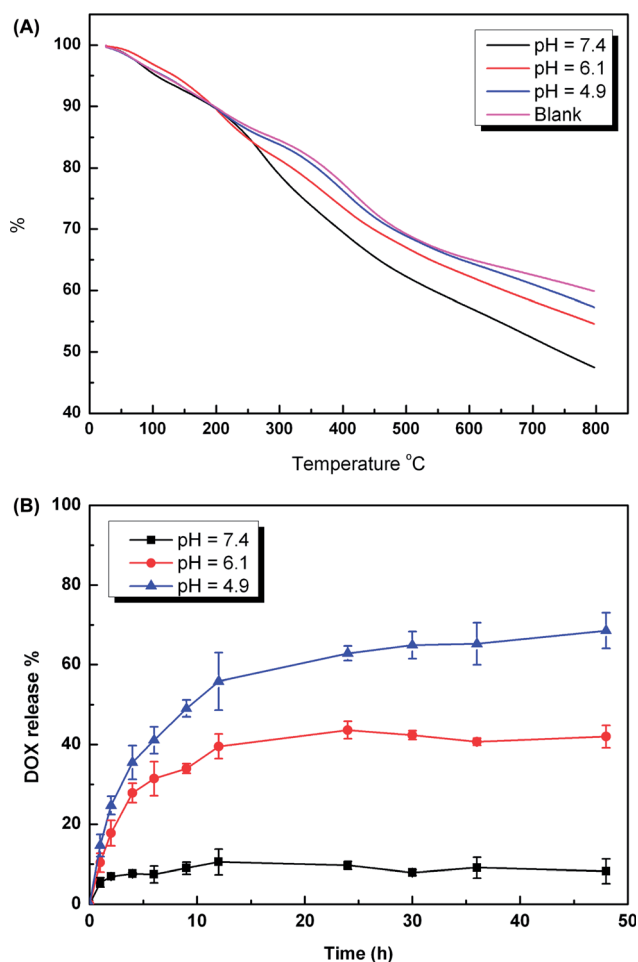 (A)
100
90
80
70
60
50
40
%
pH = 7.4
pH = 6.1
pH = 4.9
Blank
0 100 200 300 400 500 600 700 800
Temperature °C
(B)
100
80
60
40
20
0
DOX release %
pH = 7.4
pH = 6.1
pH = 4.9
0 10 20 30 40 50
Time (h)